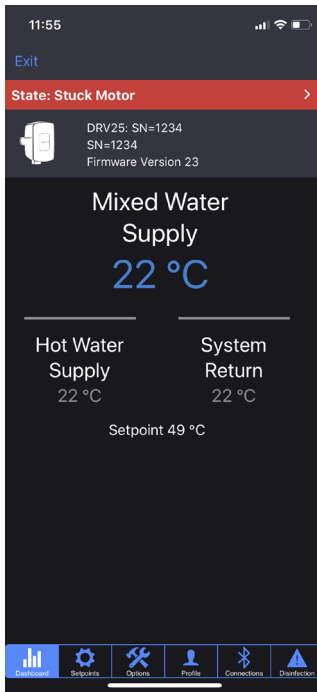 11:55
Exit
State: Stuck Motor
DRV25: SN=1234
SN=1234
Firmware Version 23
Mixed Water
Supply
22 °C
Hot Water
Supply
22 °C
System
Return
22 °C
Setpoint 49 °C
Dashboard Setpoints Options Profile Connections Disinfection